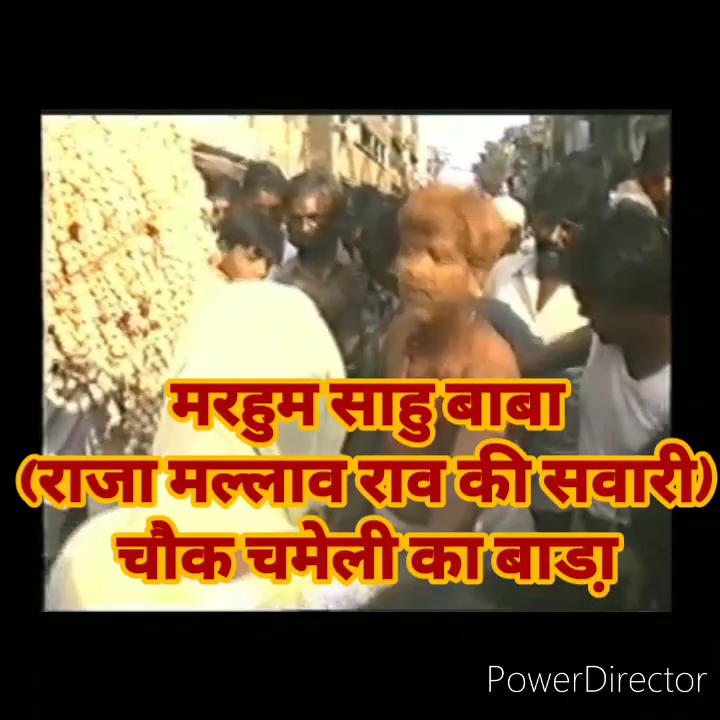 मरहुम साहु बाबा
(राजा मल्लाव राव की सवारी)
चौक चमेली का बाडा़
PowerDirector